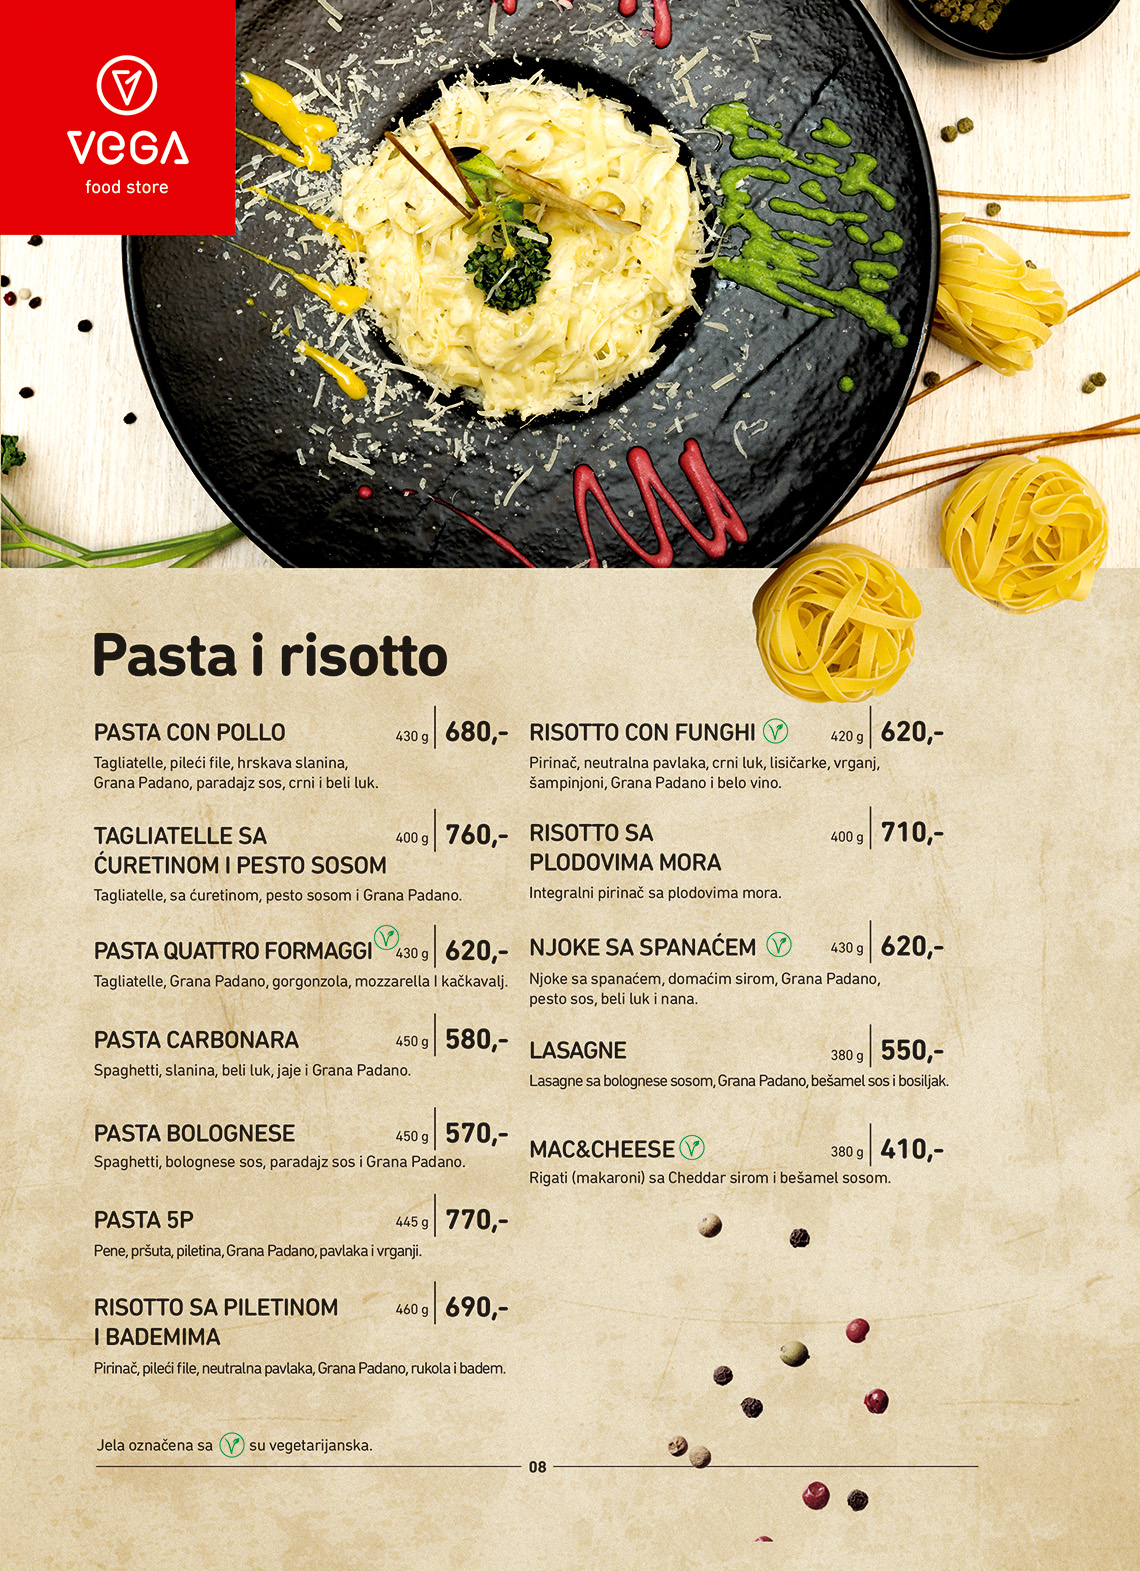 VEGA
food store
Pasta i risotto
PASTA CON POLLO 430 g 680,-
Tagliatelle, pileći file, hrskava slanina,
Grana Padano, paradajz sos, crni i beli luk.
TAGLIATELLE SA 400 g 760,-
ĆURETINOM I PESTO SOSOM
Tagliatelle, sa ćuretinom, pesto sosom i Grana Padano.
PASTA QUATTRO FORMAGGI 430 g 620,-
Tagliatelle, Grana Padano, gorgonzola, mozzarella I kačkavalj.
PASTA CARBONARA 450 g 580,-
Spaghetti, slanina, beli luk, jaje i Grana Padano.
PASTA BOLOGNESE 450 g 570,-
Spaghetti, bolognese sos, paradajz sos i Grana Padano.
PASTA 5P 445 g 770,-
Pene, pršuta, piletina, Grana Padano, pavlaka i vrganji.
RISOTTO SA PILETINOM 460 g 690,-
I BADEMIMA
Pirinač, pileći file, neutralna pavlaka, Grana Padano, rukola i badem.
RISOTTO CON FUNGHI 420 g 620,-
Pirinač, neutralna pavlaka, crni luk, lisičarke, vrganj,
šampinjoni, Grana Padano i belo vino.
RISOTTO SA 400 g 710,-
PLODOVIMA MORA
Integralni pirinač sa plodovima mora.
NJOKE SA SPANAĆEM 430 g 620,-
Njoke sa spanaćem, domaćim sirom, Grana Padano,
pesto sos, beli luk i nana.
LASAGNE 380 g 550,-
Lasagne sa bolognese sosom, Grana Padano, bešamel sos i bosiljak.
MAC&CHEESE 380 g 410,-
Rigati (makaroni) sa Cheddar sirom i bešamel sosom.
Jela označena sa V su vegetarijanska.
08